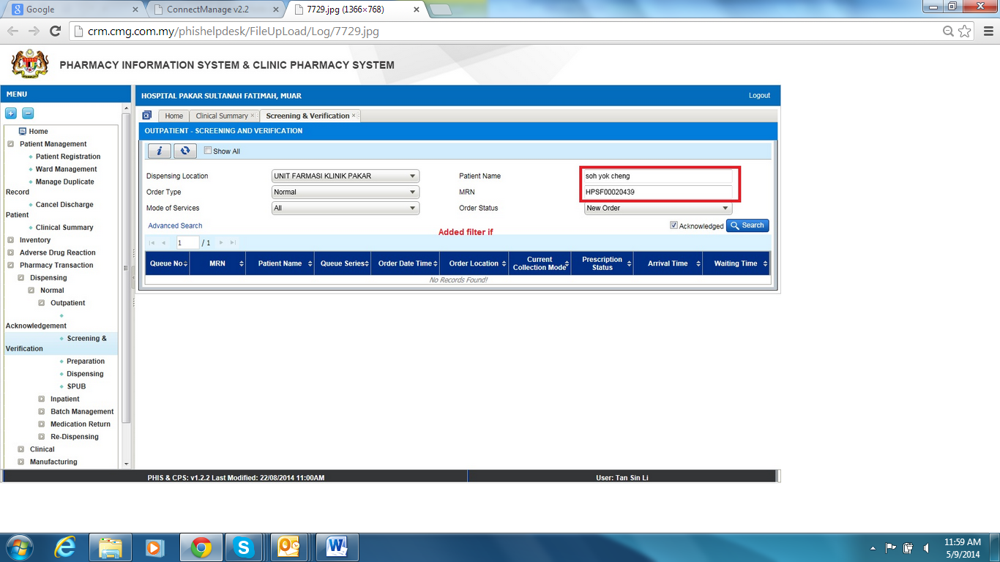 Google
ConnectManage v2.2
7729.jpg (1366×768)
crm.cmg.com.my/phishelpdesk/FileUpLoad/Log/7729.jpg
PHARMACY INFORMATION SYSTEM & CLINIC PHARMACY SYSTEM
MENU
HOSPITAL PAKAR SULTANAH FATIMAH, MUAR
Logout
Home
Clinical Summary
Screening & Verification
OUTPATIENT - SCREENING AND VERIFICATION
Show All
Dispensing Location
UNIT FARMASI KLINIK PAKAR
Patient Name
soh yok cheng
Order Type
Normal
MRN
HPSF00020439
Mode of Services
All
Order Status
New Order
Advanced Search
Added filter if
Acknowledged
Search
1 / 1
Queue No
MRN
Patient Name
Queue Series
Order Date Time
Order Location
Current
Collection Mode
Prescription
Status
Arrival Time
Waiting Time
No Records Found!
Home
Patient Management
Patient Registration
Ward Management
Manage Duplicate
Record
Cancel Discharge
Patient
Clinical Summary
Inventory
Adverse Drug Reaction
Pharmacy Transaction
Dispensing
Normal
Outpatient
Acknowledgement
Screening &
Verification
Preparation
Dispensing
SPUB
Inpatient
Batch Management
Medication Return
Re-Dispensing
Clinical
Manufacturing
PHIS & CPS: v1.2.2 Last Modified: 22/08/2014 11:00AM
User: Tan Sin Li
11:59 AM
5/9/2014